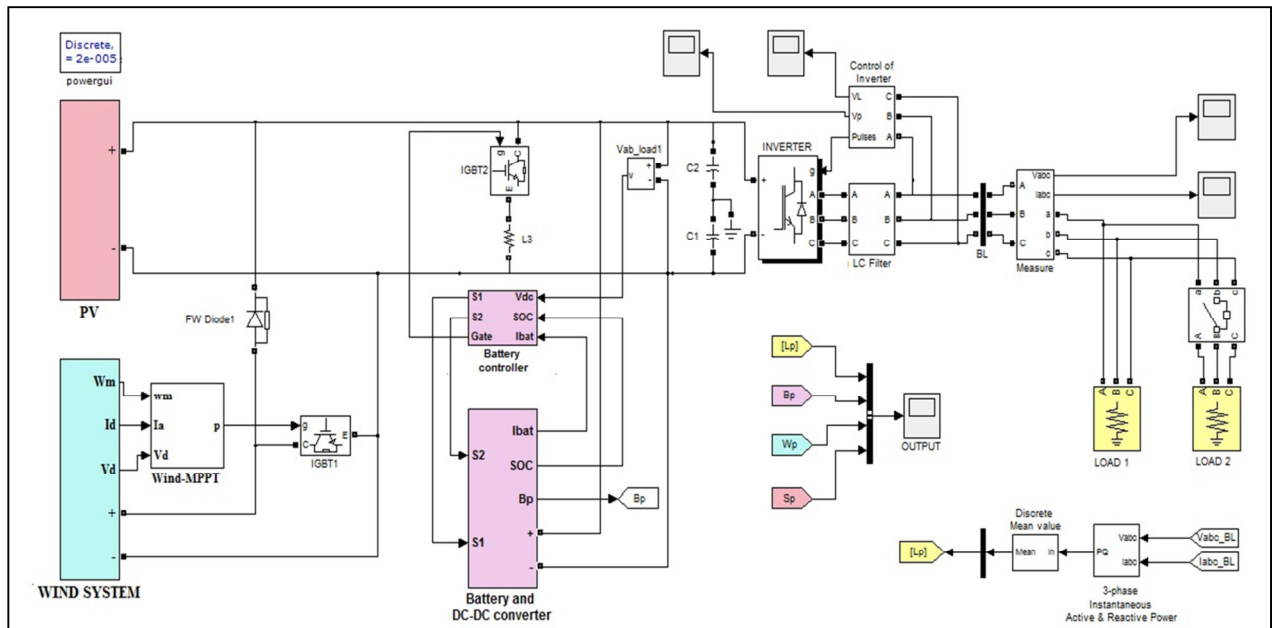 Discrete,
= 2e-005
powergui
+
-
PV
Wm
Id
Vd
+
-
WIND SYSTEM
wm
Ia
Vd
p
Wind-MPPT
FW Diode1
g
C
E
IGBT1
g
C
E
IGBT2
L3
S1
S2
Gate
Vdc
SOC
Ibat
Battery
controller
S2
S1
Ibat
SOC
Bp
+
-
Battery and
DC-DC converter
Bp
Vab_load1
v
+
-
C2
C1
INVERTER
g
+
-
A
B
C
Control of
Inverter
VL
Vp
Pulses
C
B
A
A
B
C
A
B
C
LC Filter
BL
A
B
C
Vabc
Iabc
a
b
c
Measure
a
b
c
A
B
C
A
B
C
LOAD 1
A
B
C
LOAD 2
[Lp]
Bp
Wp
Sp
OUTPUT
[Lp]
Discrete
Mean value
Mean
In
PQ
Vabc
Iabc
Vabc_BL
Iabc_BL
3-phase
Instantaneous
Active & Reactive Power